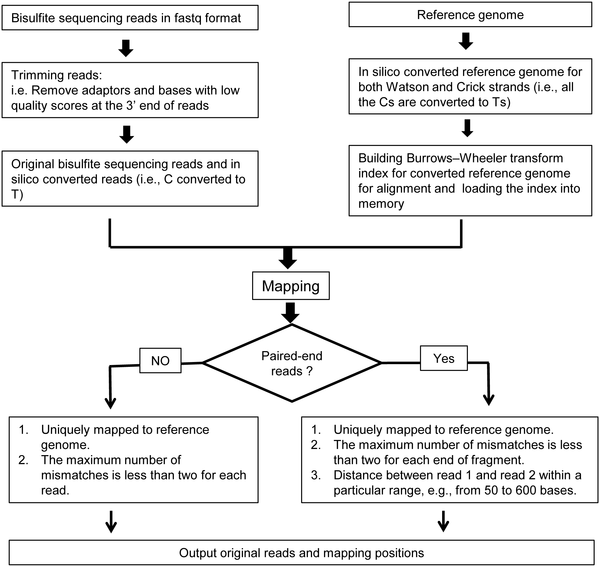 Bisulfite sequencing reads in fastq format
Reference genome
Trimming reads:
i.e. Remove adaptors and bases with low
quality scores at the 3' end of reads
In silico converted reference genome for
both Watson and Crick strands (i.e., all
the Cs are converted to Ts)
Original bisulfite sequencing reads and in
silico converted reads (i.e., C converted to
T)
Building Burrows–Wheeler transform
index for converted reference genome
for alignment and loading the index into
memory
Mapping
Paired-end
reads ?
NO
Yes
1. Uniquely mapped to reference
genome.
2. The maximum number of
mismatches is less than two for each
read.
1. Uniquely mapped to reference genome.
2. The maximum number of mismatches is less
than two for each end of fragment.
3. Distance between read 1 and read 2 within a
particular range, e.g., from 50 to 600 bases.
Output original reads and mapping positions